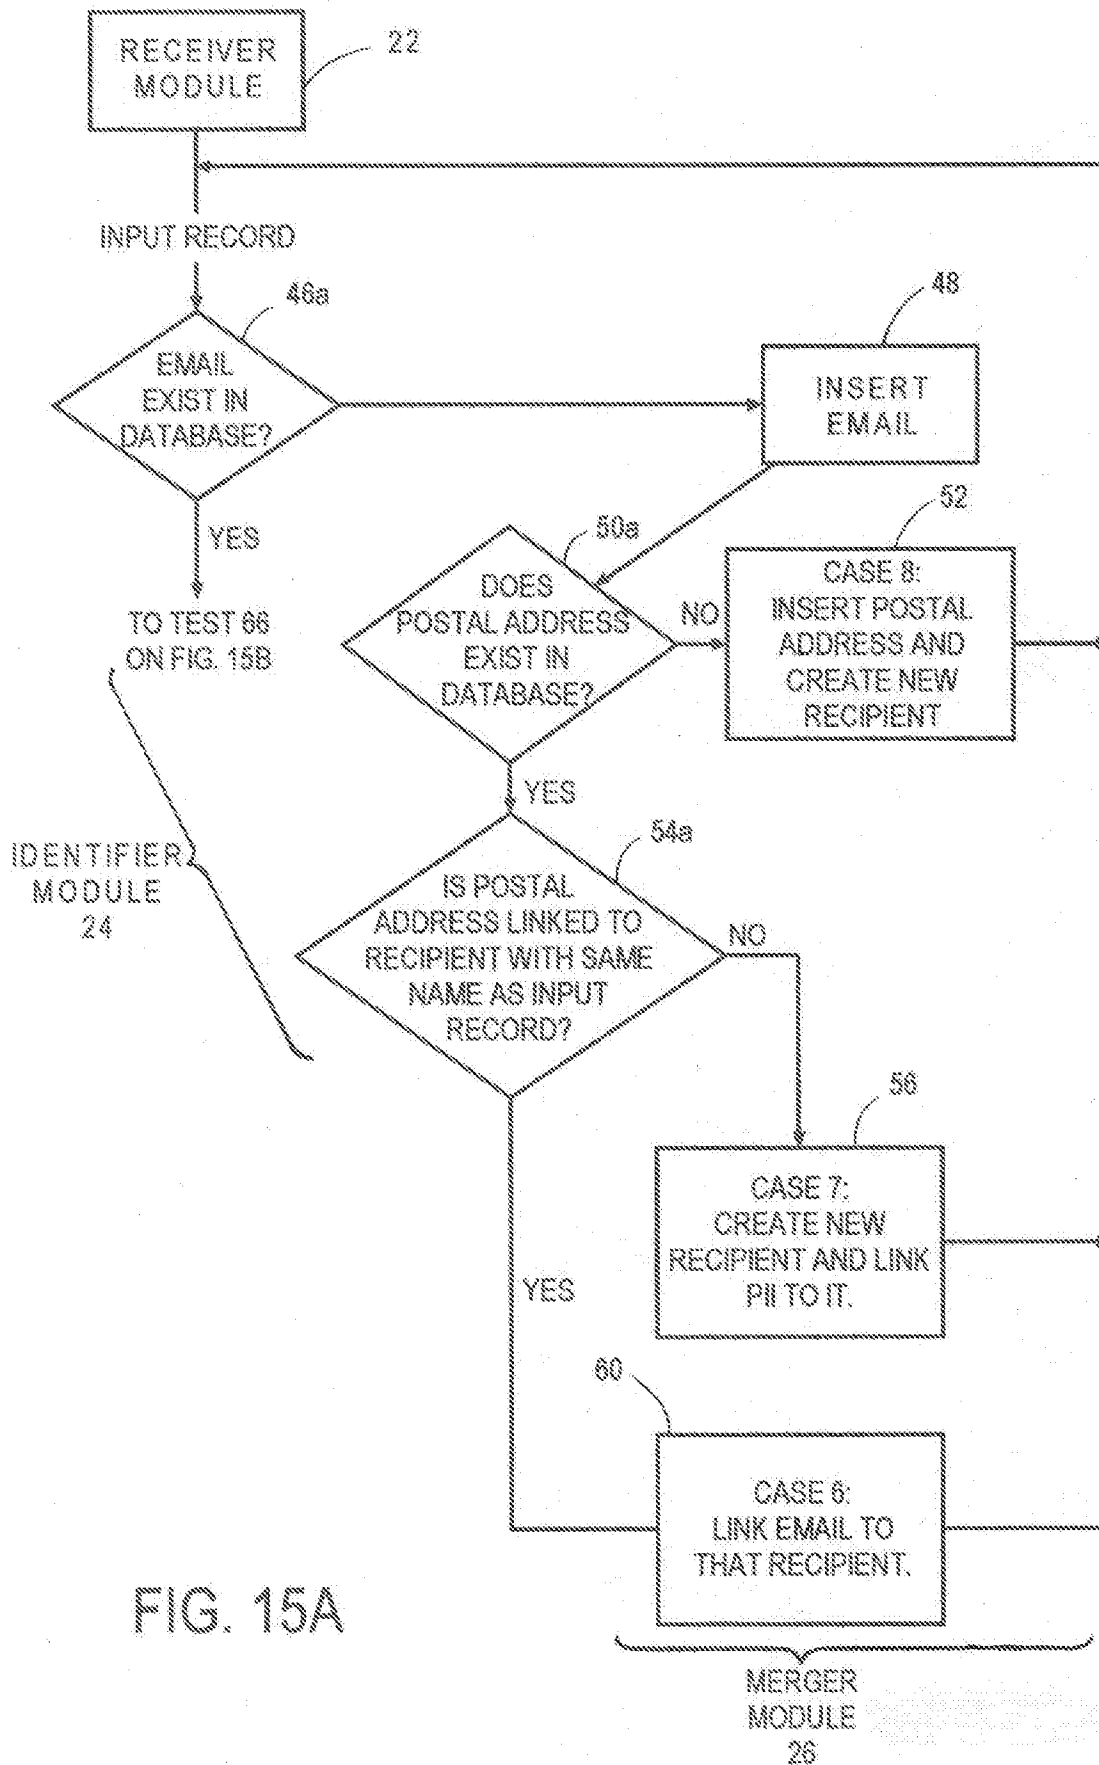 RECEIVER
MODULE
22
INPUT RECORD
46a
EMAIL
EXIST IN
DATABASE?
48
INSERT
EMAIL
YES
TO TEST 66
ON FIG. 15B
50a
DOES
POSTAL ADDRESS
EXIST IN
DATABASE?
NO
52
CASE 8:
INSERT POSTAL
ADDRESS AND
CREATE NEW
RECIPIENT
YES
IDENTIFIER
MODULE
24
54a
IS POSTAL
ADDRESS LINKED TO
RECIPIENT WITH SAME
NAME AS INPUT
RECORD?
NO
56
CASE 7:
CREATE NEW
RECIPIENT AND LINK
PII TO IT.
YES
60
CASE 6:
LINK EMAIL TO
THAT RECIPIENT.
FIG. 15A
MERGER
MODULE
26